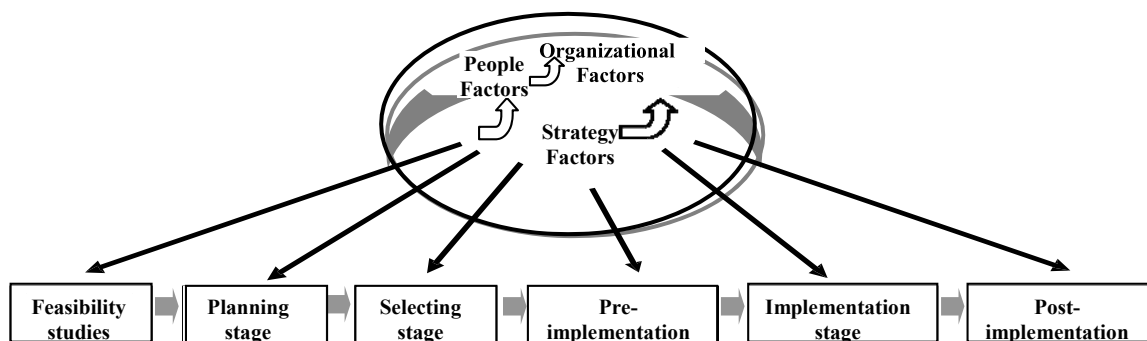 People
Factors
Organizational
Factors
Strategy
Factors
Feasibility
studies
Planning
stage
Selecting
stage
Pre-
implementation
Implementation
stage
Post-
implementation